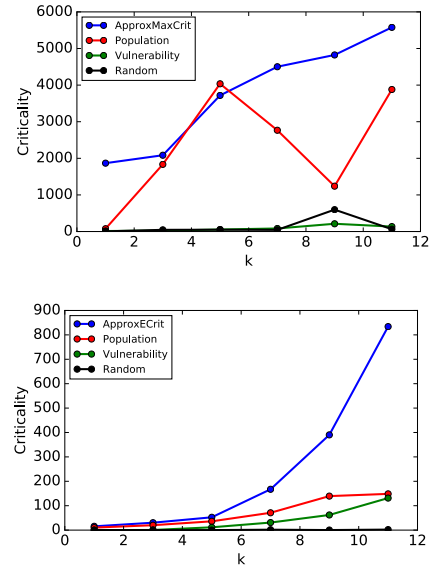 6000
5000
4000
3000
2000
1000
0
Criticality
ApproxMaxCrit
Population
Vulnerability
Random
0 2 4 6 8 10 12
k
900
800
700
600
500
400
300
200
100
0
Criticality
ApproxECrit
Population
Vulnerability
Random
0 2 4 6 8 10 12
k